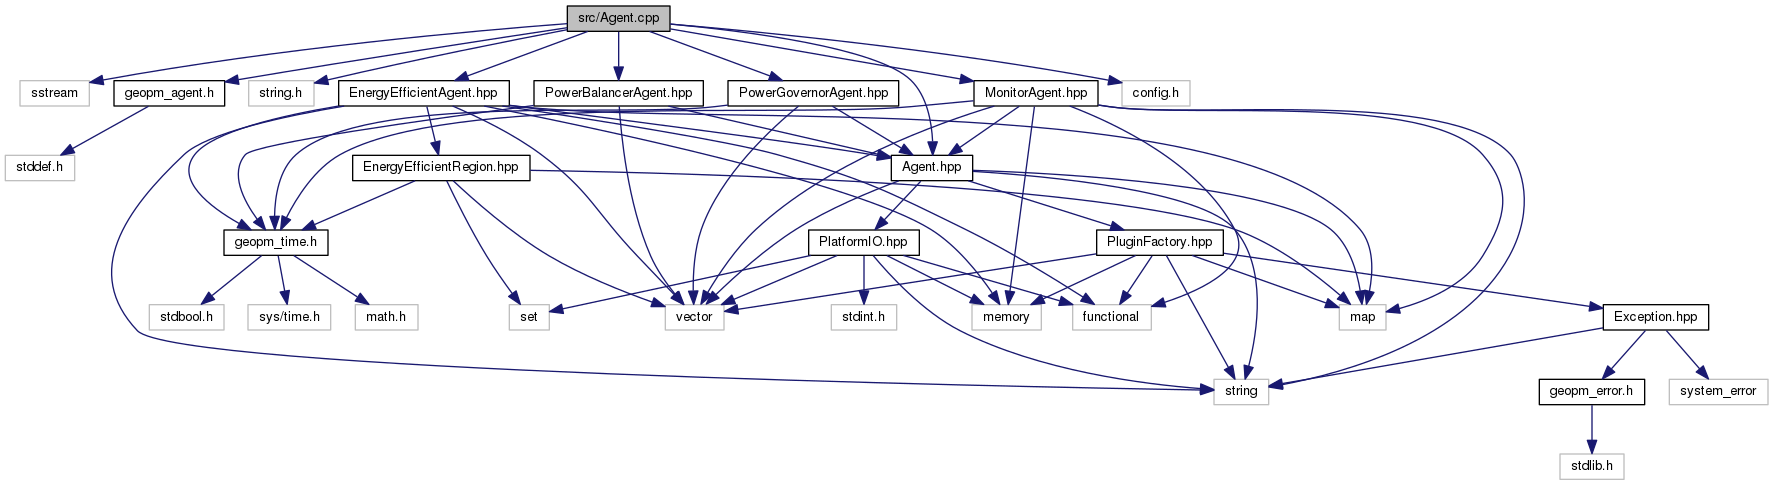 src/Agent.cpp
sstream
geopm_agent.h
string.h
EnergyEfficientAgent.hpp
PowerBalancerAgent.hpp
PowerGovernorAgent.hpp
MonitorAgent.hpp
config.h
stddef.h
EnergyEfficientRegion.hpp
Agent.hpp
geopm_time.h
PlatformIO.hpp
PluginFactory.hpp
stdbool.h
sys/time.h
math.h
set
vector
stdint.h
memory
functional
map
Exception.hpp
string
geopm_error.h
system_error
stdlib.h